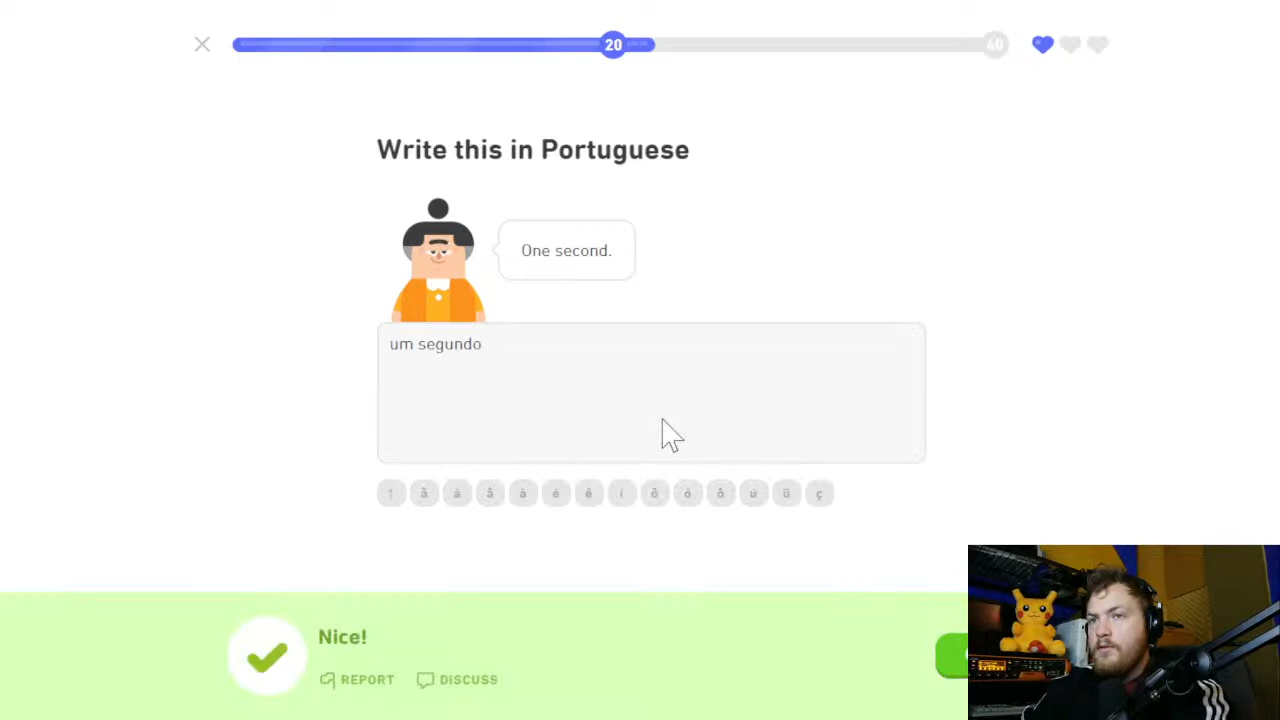 20
40
Write this in Portuguese
One second.
um segundo
↑ ã á â à é ê í õ ó ô ú ü ç
Nice!
REPORT
DISCUSS